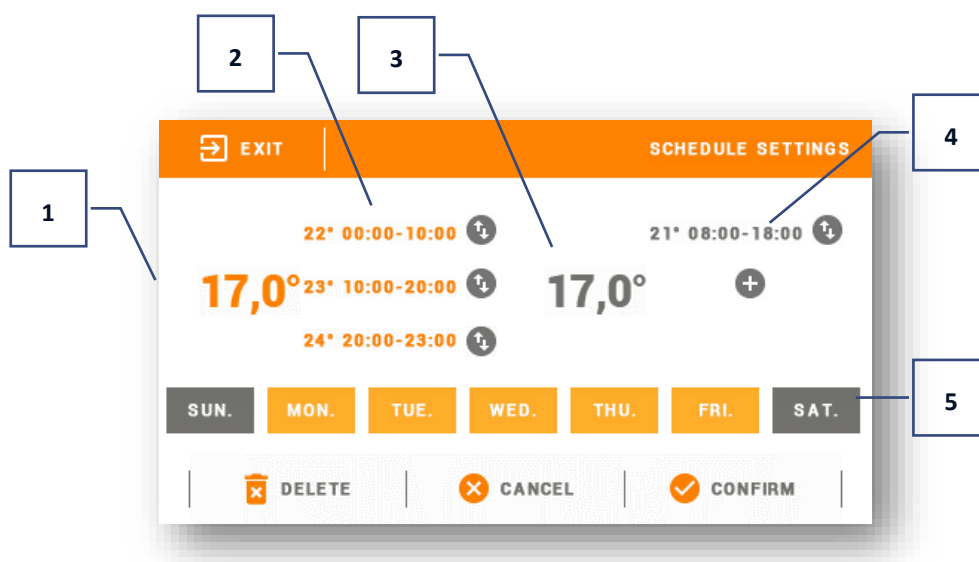 2
3
4
EXIT
SCHEDULE SETTINGS
1
22° 00:00-10:00
21° 08:00-18:00
17,0°
23° 10:00-20:00
17,0°
24° 20:00-23:00
SUN.
MON.
TUE.
WED.
THU.
FRI.
SAT.
5
DELETE
CANCEL
CONFIRM